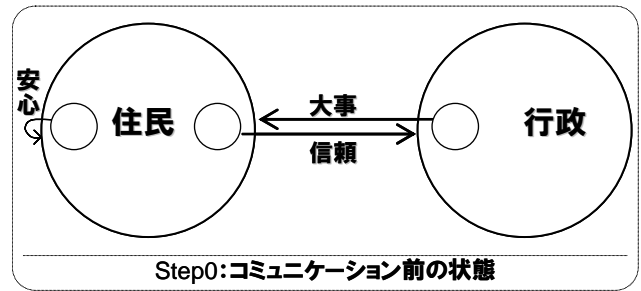 安心
住民
大事
信頼
行政
Step0:コミュニケーション前の状態